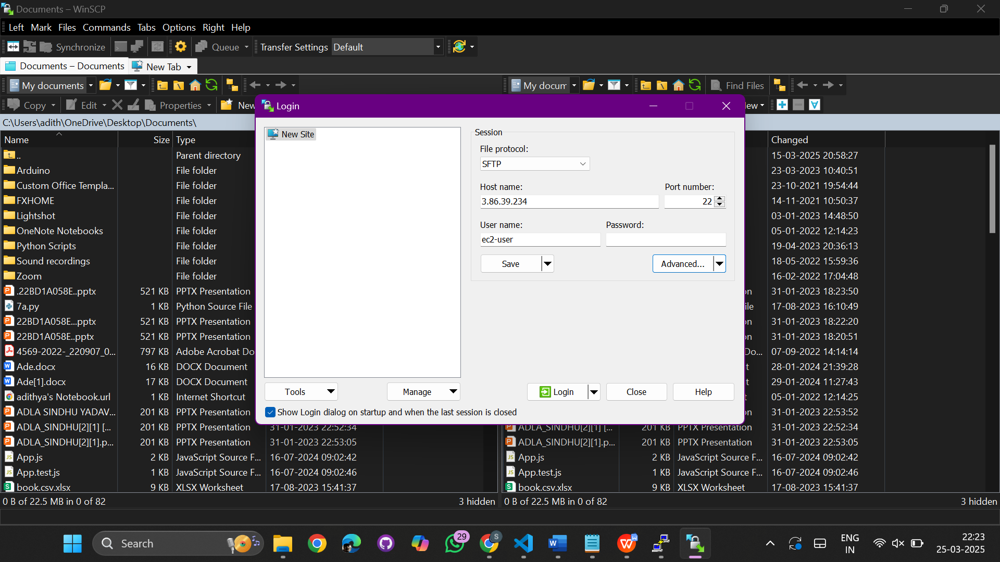 Documents – WinSCP
Left Mark Files Commands Tabs Options Right Help
Synchronize Queue Transfer Settings Default
Documents – Documents New Tab
My documents My docum Find Files
Copy Edit Properties New ew
C:\Users\adith\OneDrive\Desktop\Documents\
Name Size Type Changed
.. Parent directory 15-03-2025 20:58:27
Arduino File folder 23-03-2023 10:40:51
Custom Office Templa... File folder 23-10-2021 19:54:44
FXHOME File folder 14-11-2021 10:50:37
Lightshot File folder 03-01-2023 14:48:50
OneNote Notebooks File folder 05-01-2022 12:14:23
Python Scripts File folder 19-04-2023 20:36:13
Sound recordings File folder 18-05-2022 15:59:36
Zoom File folder 16-02-2022 17:04:48
.22BD1A058E..pptx 521 KB PPTX Presentation on 31-01-2023 18:23:50
7a.py 1 KB Python Source File ile 17-08-2023 16:10:49
22BD1A058E...pptx 521 KB PPTX Presentation on 31-01-2023 18:22:20
22BD1A058E..pptx 521 KB PPTX Presentation on 31-01-2023 18:20:51
4569-2022-_220907_0... 797 KB Adobe Acrobat Do Do... 07-09-2022 14:14:14
Ade.docx 16 KB DOCX Document t 28-01-2024 21:39:28
Ade[1].docx 17 KB DOCX Document t 29-01-2024 11:27:43
adithya's Notebook.url 1 KB Internet Shortcut t 05-01-2022 12:14:25
ADLA SINDHU YADAV... 201 KB PPTX Presentation on 31-01-2023 22:53:52
ADLA_SINDHU[2][1] [... 201 KB PPTX Presentation 31-01-2023 22:52:34 ADLA_SINDHU[2][1] [... 201 KB PPTX Presentation 31-01-2023 22:52:34
ADLA_SINDHU[2][1].p... 201 KB PPTX Presentation 31-01-2023 22:53:05 ADLA_SINDHU[2][1].p... 201 KB PPTX Presentation 31-01-2023 22:53:05
App.js 2 KB JavaScript Source F... 16-07-2024 09:02:42 App.js 2 KB JavaScript Source F... 16-07-2024 09:02:42
App.test.js 1 KB JavaScript Source F... 16-07-2024 09:02:46 App.test.js 1 KB JavaScript Source F... 16-07-2024 09:02:46
book.csv.xlsx 9 KB XLSX Worksheet 17-08-2023 15:41:37 book.csv.xlsx 9 KB XLSX Worksheet 17-08-2023 15:41:37
0 B of 22.5 MB in 0 of 82 3 hidden 0 B of 22.5 MB in 0 of 82 3 hidden
Login
New Site
Session
File protocol:
SFTP
Host name: Port number:
3.86.39.234 22
User name: Password:
ec2-user
Save Advanced...
Tools Manage Login Close Help
Show Login dialog on startup and when the last session is closed
Search 29 S ENG 22:23
IN 25-03-2025